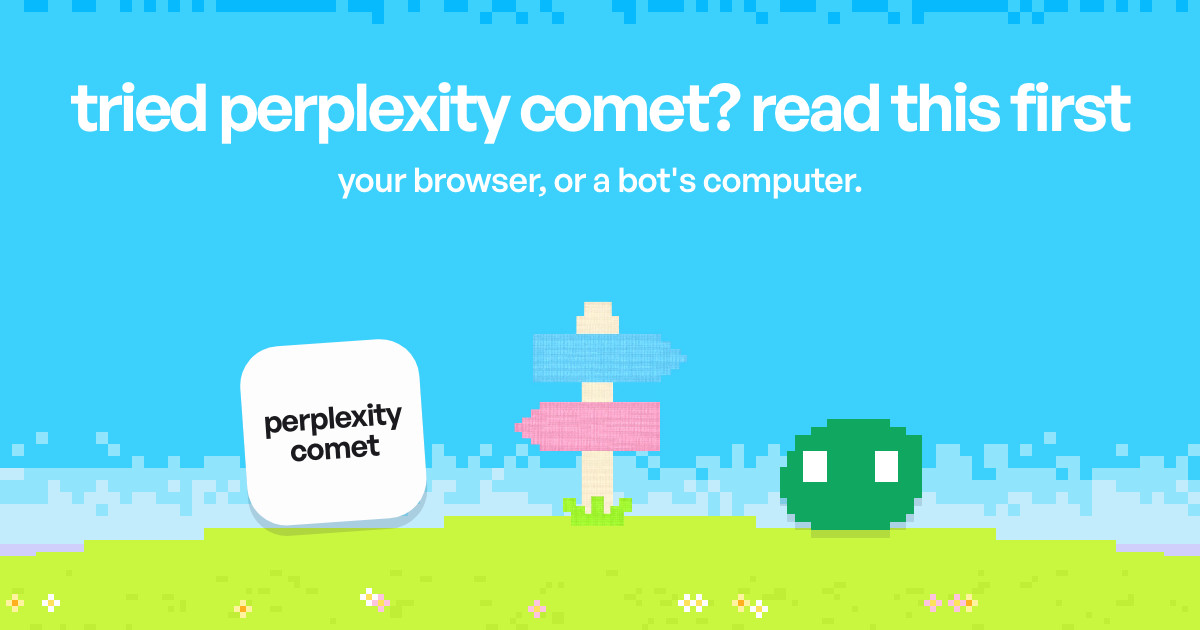 tried perplexity comet? read this first
your browser, or a bot's computer.
perplexity
comet